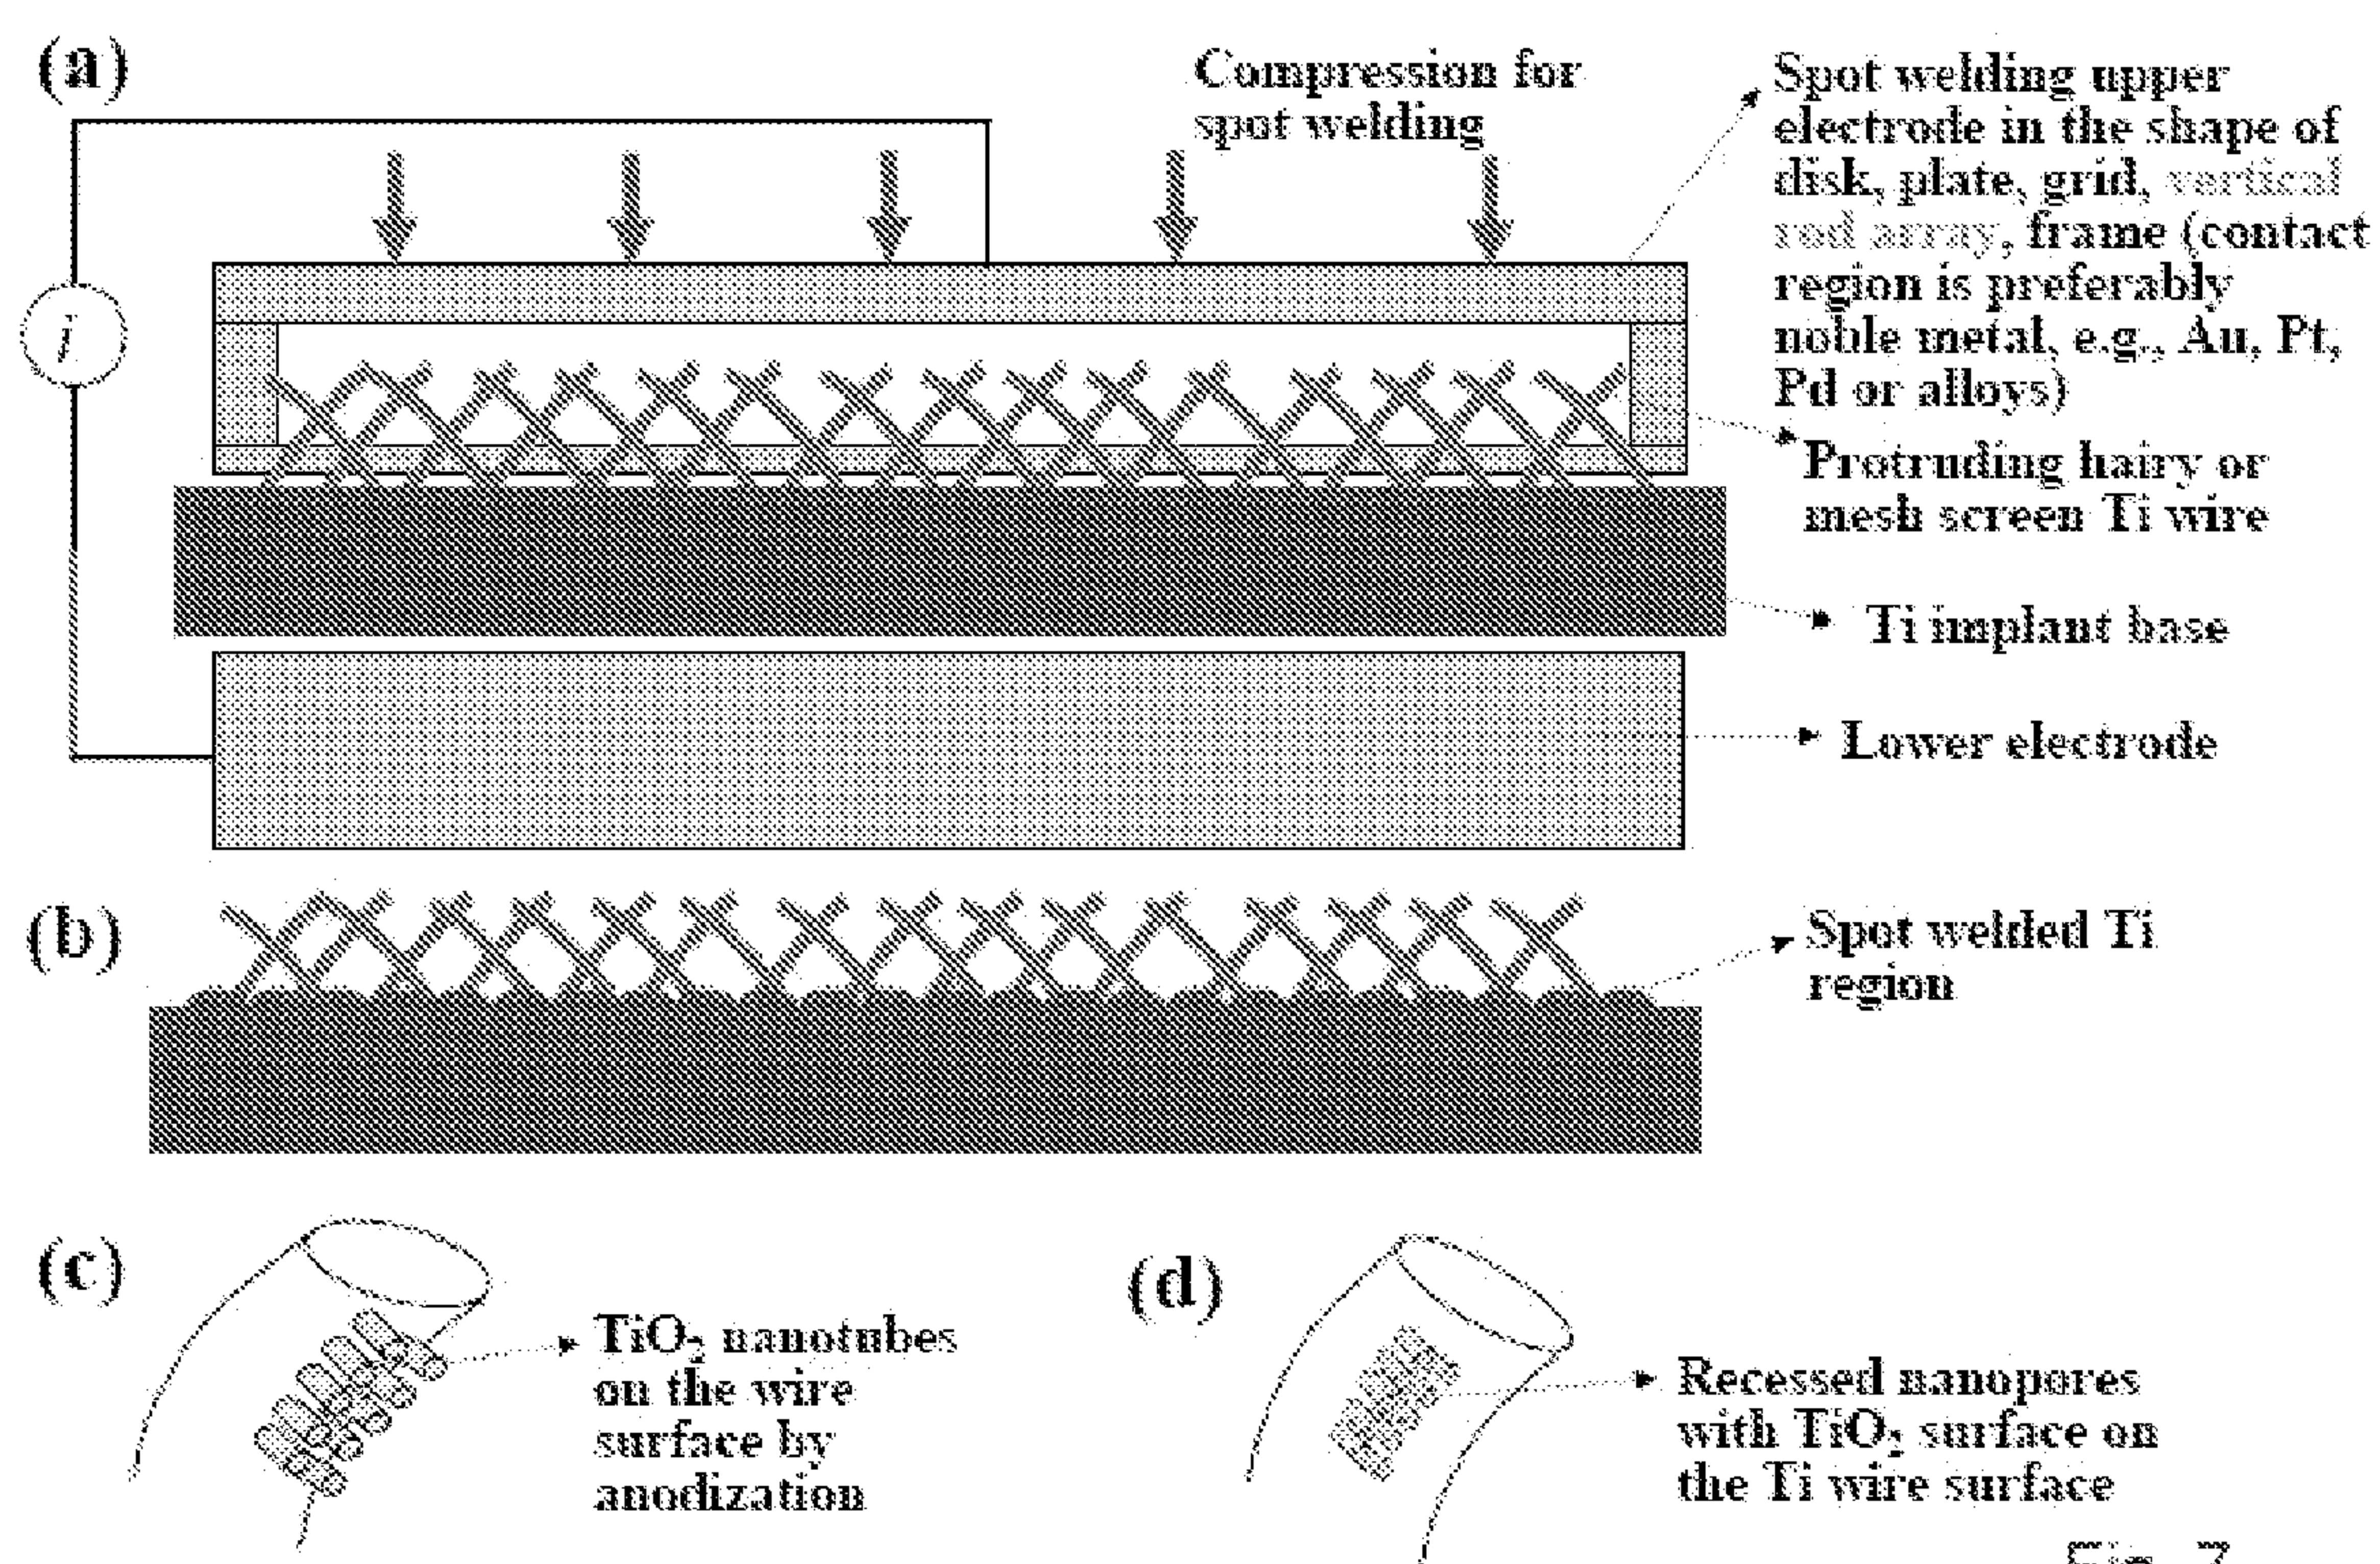 (a)
Compression for
spot welding
Spot welding upper
electrode in the shape of
disk, plate, grid, vertical
rod array, frame (contact
region is preferably
noble metal, e.g., Au, Pt,
Pd or alloys)
i
Protruding hairy or
mesh screen Ti wire
Ti implant base
Lower electrode
(b)
Spot welded Ti
region
(c)
TiO₂ nanotubes
on the wire
surface by
anodization
(d)
Recessed nanopores
with TiO₂ surface on
the Ti wire surface